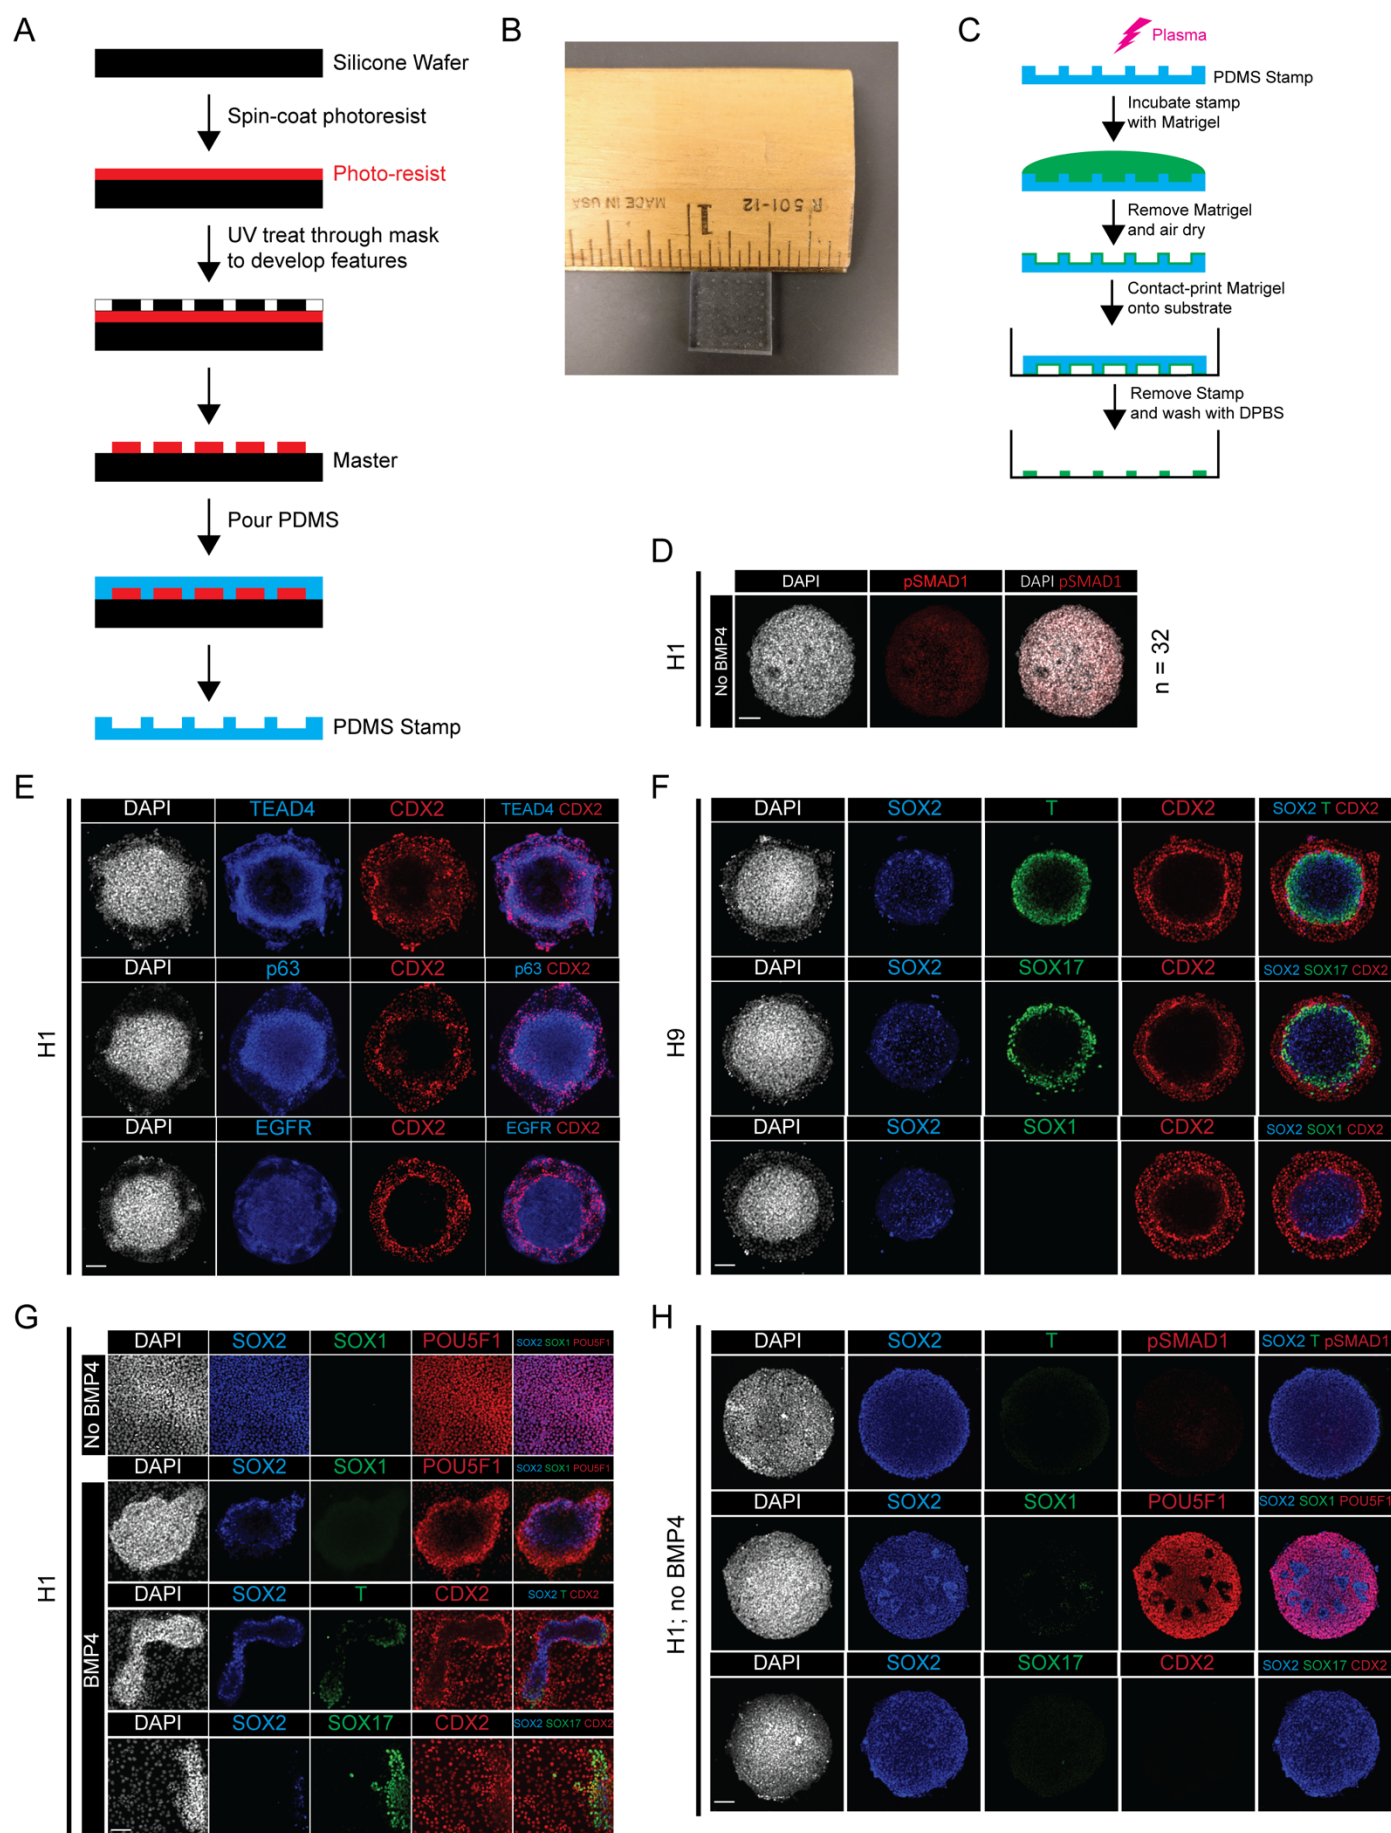 A
Silicone Wafer
Spin-coat photoresist
Photo-resist
UV treat through mask
to develop features
Master
Pour PDMS
PDMS Stamp
B
MADE IN USA
1
R 501-12
C
Plasma
PDMS Stamp
Incubate stamp
with Matrigel
Remove Matrigel
and air dry
Contact-print Matrigel
onto substrate
Remove Stamp
and wash with DPBS
D
DAPI pSMAD1 DAPI pSMAD1
H1
No BMP4
n = 32
E
H1
DAPI TEAD4 CDX2 TEAD4 CDX2
DAPI p63 CDX2 p63 CDX2
DAPI EGFR CDX2 EGFR CDX2
F
H9
DAPI SOX2 T CDX2 SOX2 T CDX2
DAPI SOX2 SOX17 CDX2 SOX2 SOX17 CDX2
DAPI SOX2 SOX1 CDX2 SOX2 SOX1 CDX2
G
H1
No BMP4
DAPI SOX2 SOX1 POU5F1 SOX2 SOX1 POU5F1
BMP4
DAPI SOX2 SOX1 POU5F1 SOX2 SOX1 POU5F1
DAPI SOX2 T CDX2 SOX2 T CDX2
DAPI SOX2 SOX17 CDX2 SOX2 SOX17 CDX2
H
H1; no BMP4
DAPI SOX2 T pSMAD1 SOX2 T pSMAD1
DAPI SOX2 SOX1 POU5F1 SOX2 SOX1 POU5F1
DAPI SOX2 SOX17 CDX2 SOX2 SOX17 CDX2